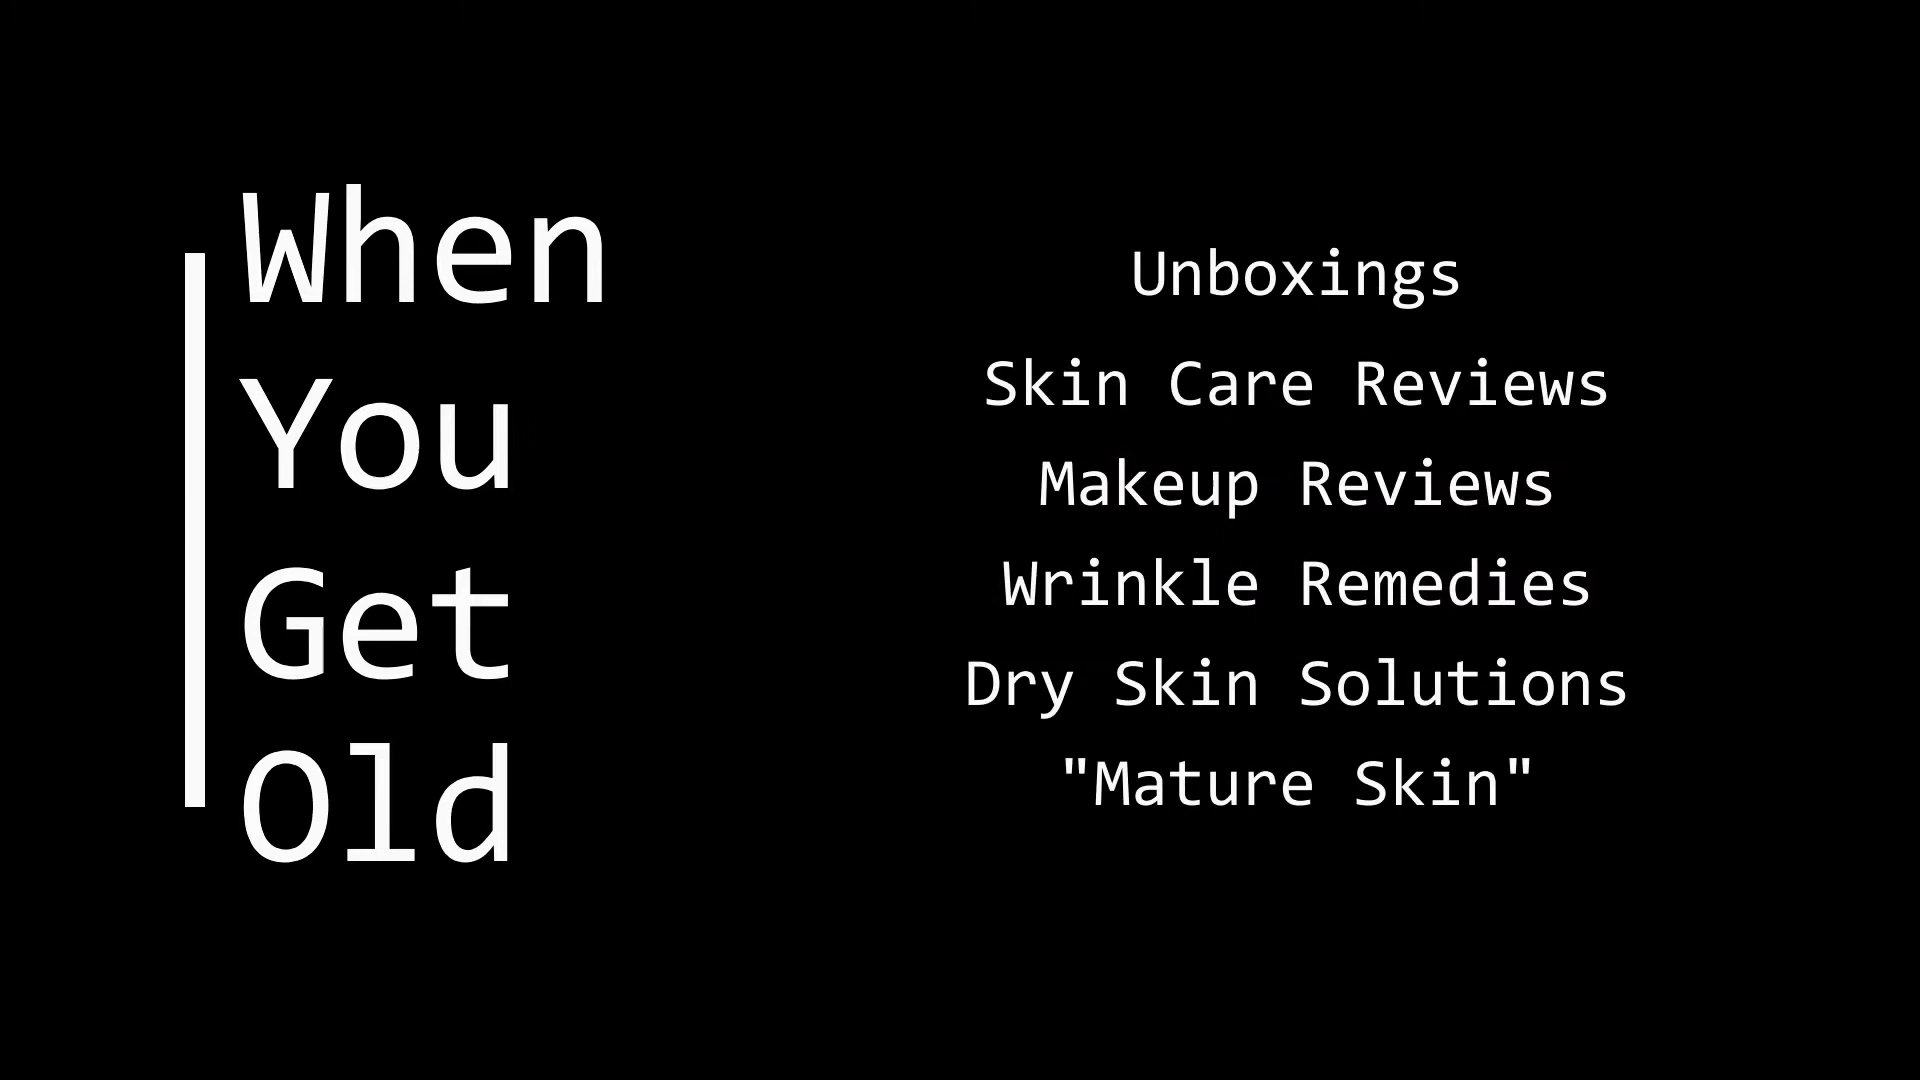 When
You
Get
Old
Unboxings
Skin Care Reviews
Makeup Reviews
Wrinkle Remedies
Dry Skin Solutions
"Mature Skin"